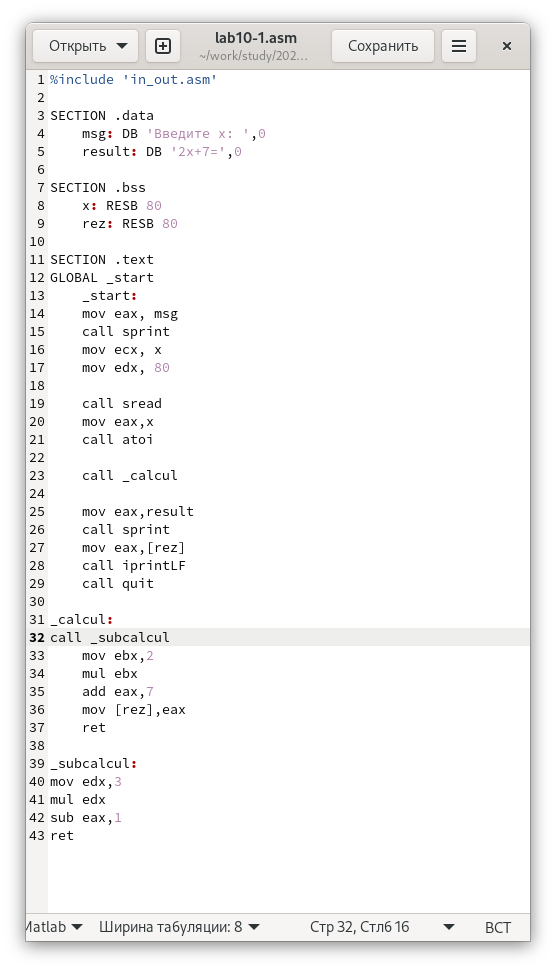 Открыть
lab10-1.asm
~/work/study/202...
Сохранить
1 %include 'in_out.asm'
2
3 SECTION .data
4     msg: DB 'Введите x: ',0
5     result: DB '2x+7=',0
6
7 SECTION .bss
8     x: RESB 80
9     rez: RESB 80
10
11 SECTION .text
12 GLOBAL _start
13     _start:
14     mov eax, msg
15     call sprint
16     mov ecx, x
17     mov edx, 80
18
19     call sread
20     mov eax,x
21     call atoi
22
23     call _calcul
24
25     mov eax,result
26     call sprint
27     mov eax,[rez]
28     call iprintLF
29     call quit
30
31 _calcul:
32 call _subcalcul
33     mov ebx,2
34     mul ebx
35     add eax,7
36     mov [rez],eax
37     ret
38
39 _subcalcul:
40 mov edx,3
41 mul edx
42 sub eax,1
43 ret
Matlab Ширина табуляции: 8 Стр 32, Стлб 16 ВСТ